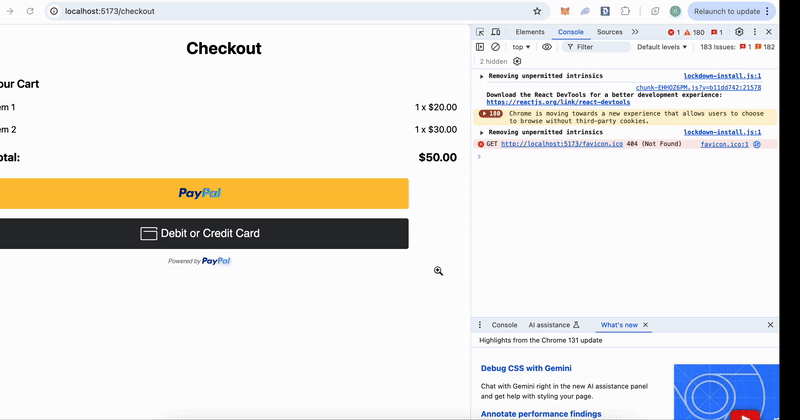 localhost:5173/checkout
Relaunch to update
Checkout
our Cart
em 1
1 x $20.00
em 2
1 x $30.00
otal:
$50.00
PayPal
Debit or Credit Card
Powered by PayPal
Elements Console Sources
1 180 1
top Filter Default levels 183 Issues: 1 182
2 hidden
Removing unpermitted intrinsics lockdown-install.js:1
chunk-EHHOZ6PM.js?v=b11dd742:21578
Download the React DevTools for a better development experience:
https://reactjs.org/link/react-devtools
180 Chrome is moving towards a new experience that allows users to choose
to browse without third-party cookies.
Removing unpermitted intrinsics lockdown-install.js:1
GET http://localhost:5173/favicon.ico 404 (Not Found) favicon.ico:1
Console AI assistance What's new
Highlights from the Chrome 131 update
Debug CSS with Gemini
Chat with Gemini right in the new AI assistance panel
and get help with styling your page.
Annotate performance findings